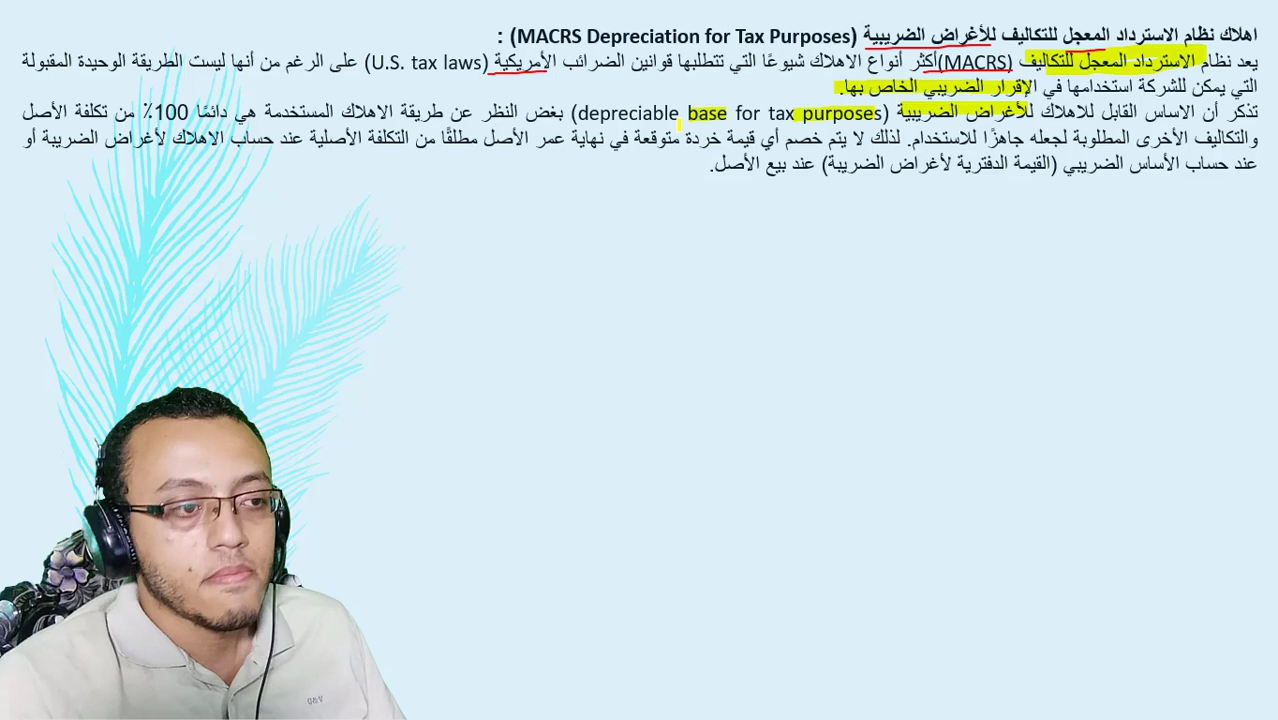 اهلاك نظام الاسترداد المعجل للتكاليف للأغراض الضريبية (MACRS Depreciation for Tax Purposes) :
يعد نظام الاسترداد المعجل للتكاليف (MACRS)أكثر أنواع الاهلاك شيوعًا التي تتطلبها قوانين الضرائب الأمريكية (U.S. tax laws) على الرغم من أنها ليست الطريقة الوحيدة المقبولة
التي يمكن للشركة استخدامها في الإقرار الضريبي الخاص بها.
تذكر أن الاساس القابل للاهلاك للأغراض الضريبية (depreciable base for tax purposes) بغض النظر عن طريقة الاهلاك المستخدمة هي دائمًا 100٪ من تكلفة الأصل
والتكاليف الأخرى المطلوبة لجعله جاهزًا للاستخدام. لذلك لا يتم خصم أي قيمة خردة متوقعة في نهاية عمر الأصل مطلقًا من التكلفة الأصلية عند حساب الاهلاك لأغراض الضريبة أو
عند حساب الأساس الضريبي (القيمة الدفترية لأغراض الضريبة) عند بيع الأصل.